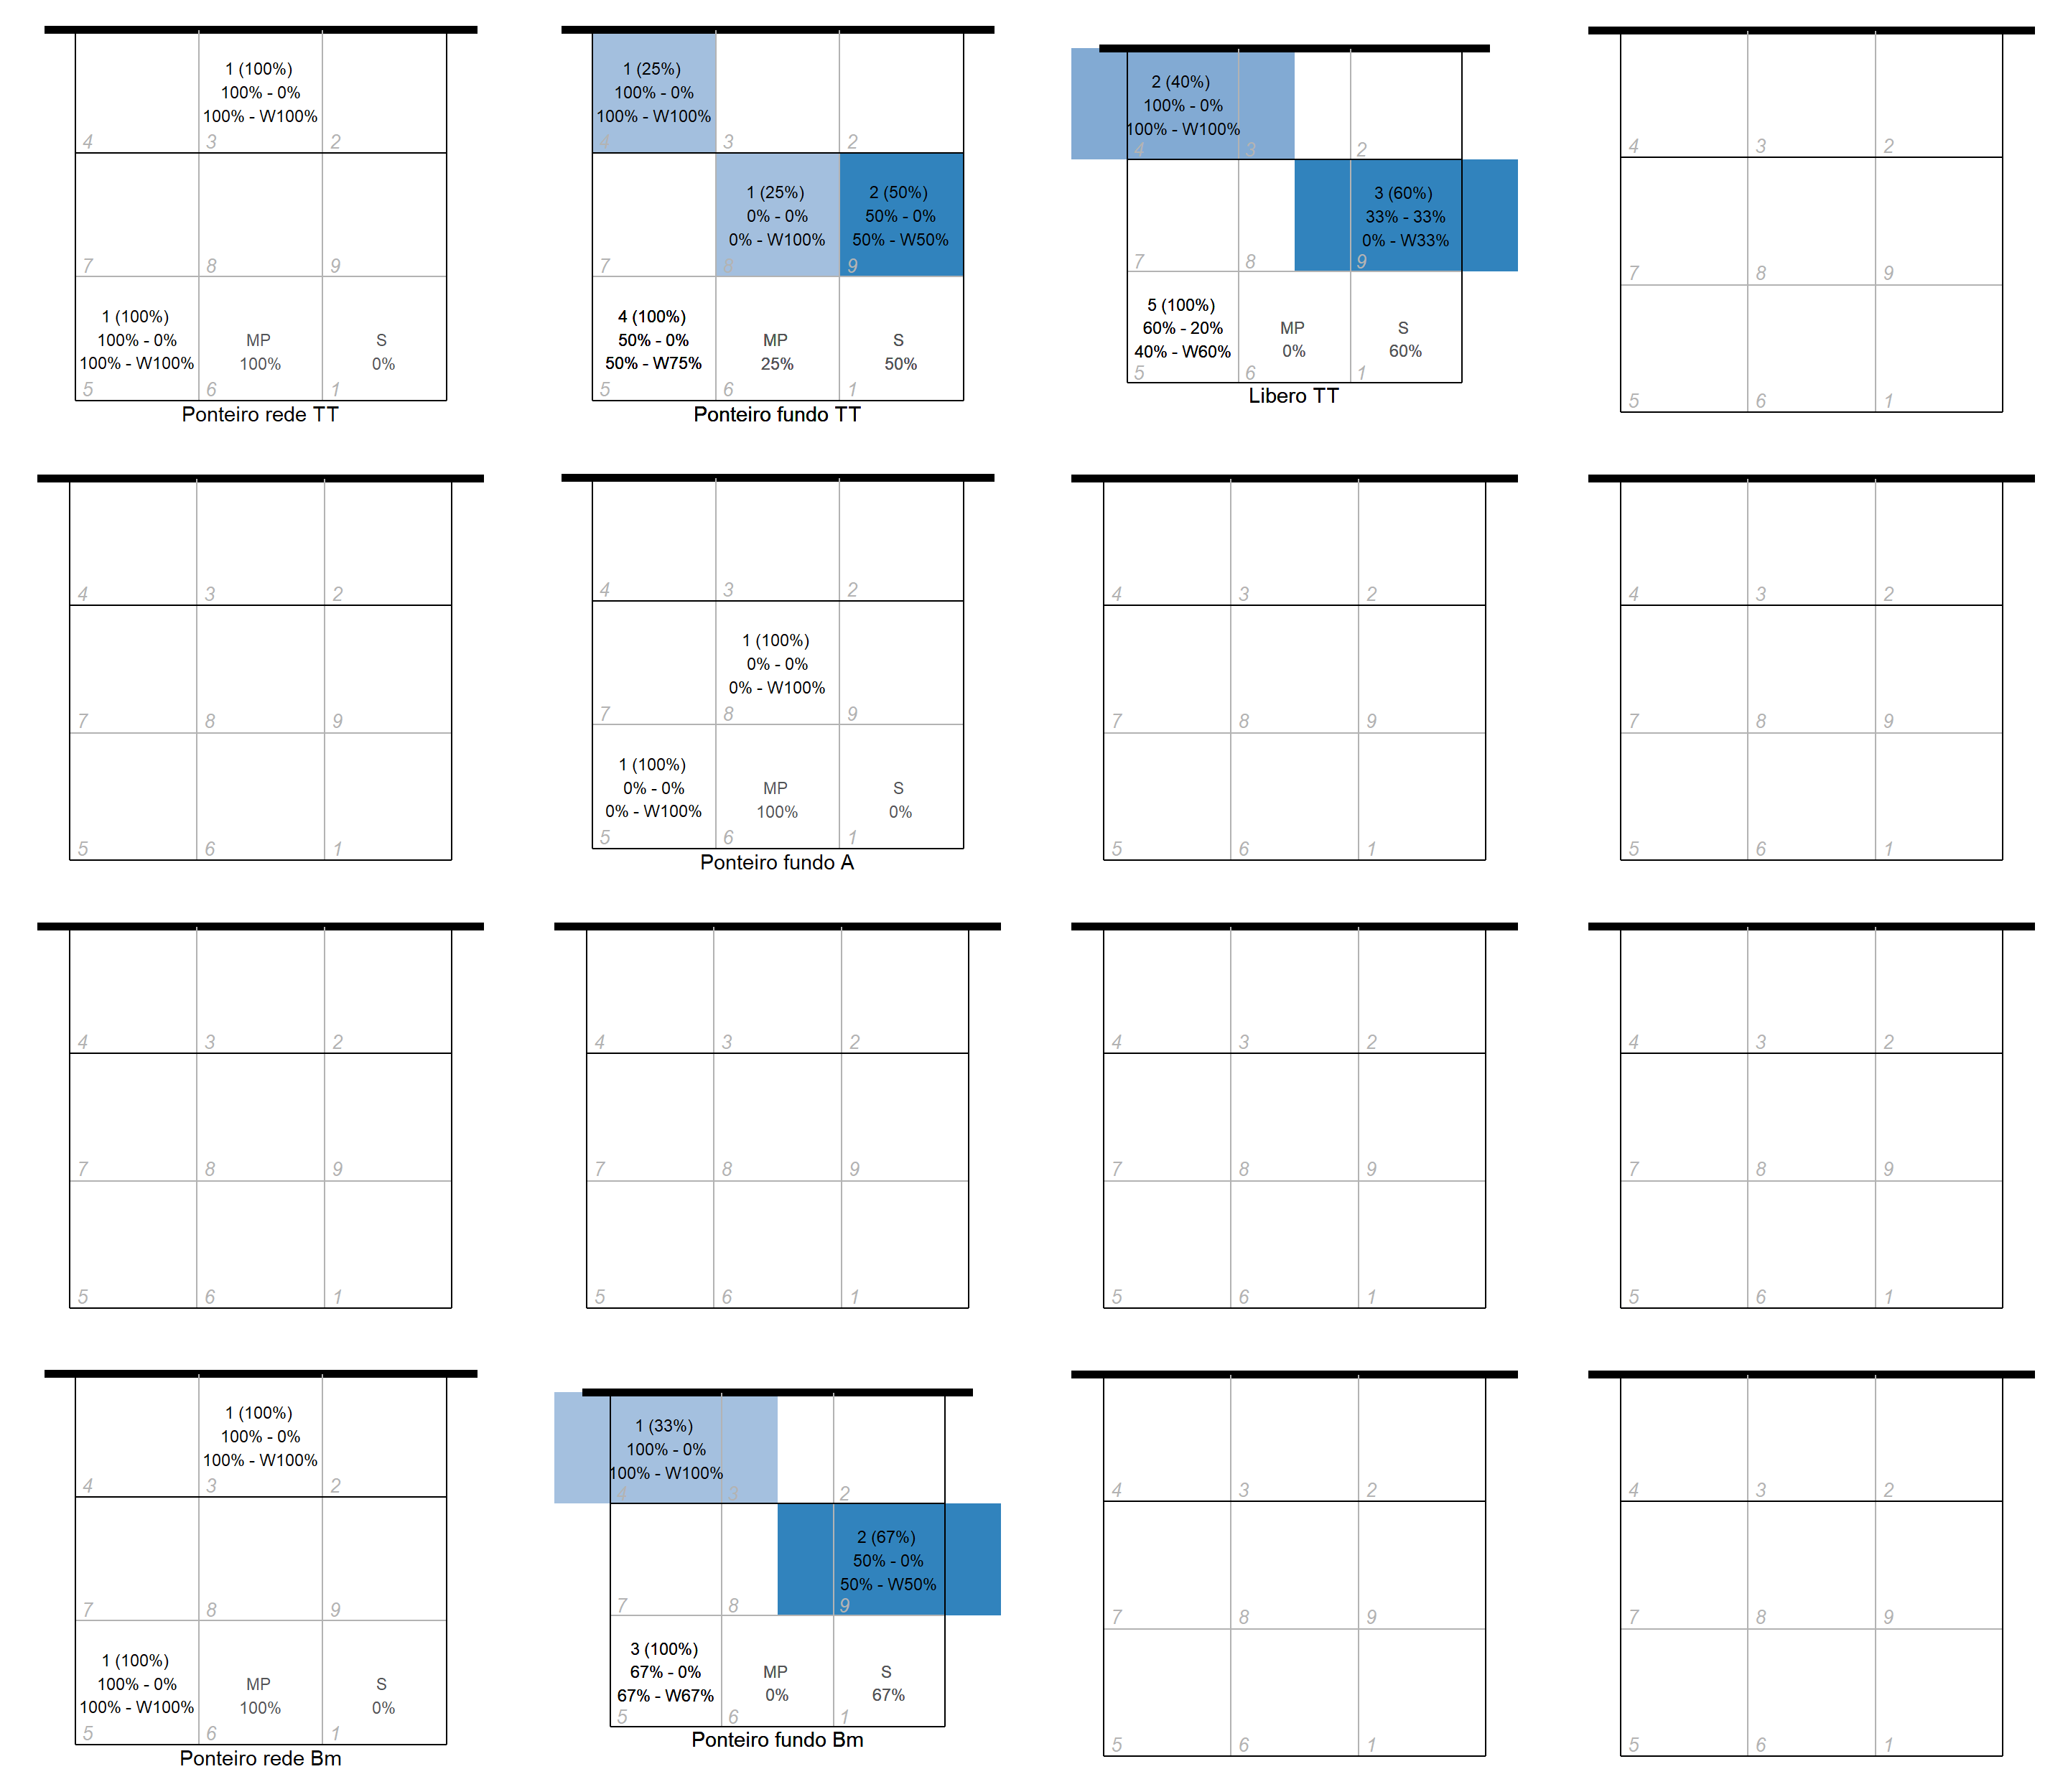 1 (100%)
100% - 0%
100% - W100%
4 3 2
7 8 9
1 (100%)
100% - 0%
100% - W100%
MP
100%
S
0%
5 6 1
Ponteiro rede TT
1 (25%)
100% - 0%
100% - W100%
4 3 2
1 (25%)
0% - 0%
0% - W100%
2 (50%)
50% - 0%
50% - W50%
7 8 9
4 (100%)
50% - 0%
50% - W75%
MP
25%
S
50%
5 6 1
Ponteiro fundo TT
2 (40%)
100% - 0%
100% - W100%
4 3 2
3 (60%)
33% - 33%
0% - W33%
7 8 9
5 (100%)
60% - 20%
40% - W60%
MP
0%
S
60%
5 6 1
Libero TT
4 3 2
7 8 9
5 6 1
4 3 2
7 8 9
5 6 1
4 3 2
1 (100%)
0% - 0%
0% - W100%
7 8 9
1 (100%)
0% - 0%
0% - W100%
MP
100%
S
0%
5 6 1
Ponteiro fundo A
4 3 2
7 8 9
5 6 1
4 3 2
7 8 9
5 6 1
4 3 2
7 8 9
5 6 1
4 3 2
7 8 9
5 6 1
4 3 2
7 8 9
5 6 1
4 3 2
7 8 9
5 6 1
1 (100%)
100% - 0%
100% - W100%
4 3 2
7 8 9
1 (100%)
100% - 0%
100% - W100%
MP
100%
S
0%
5 6 1
Ponteiro rede Bm
1 (33%)
100% - 0%
100% - W100%
4 3 2
2 (67%)
50% - 0%
50% - W50%
7 8 9
3 (100%)
67% - 0%
67% - W67%
MP
0%
S
67%
5 6 1
Ponteiro fundo Bm
4 3 2
7 8 9
5 6 1
4 3 2
7 8 9
5 6 1